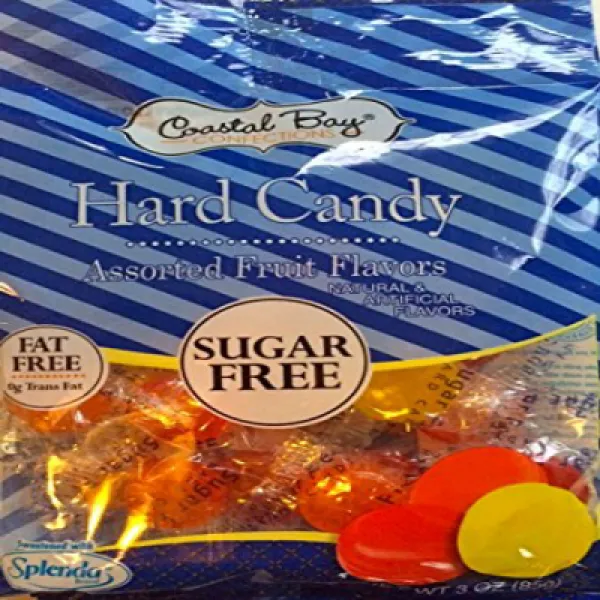 Coastal Bay®
CONFECTIONS
Hard Candy
Assorted Fruit Flavors
NATURAL &
ARTIFICIAL
FLAVORS
FAT
FREE
0g Trans Fat
SUGAR
FREE
Sweetened with
Splenda
Brand
WT 3 OZ (85g)